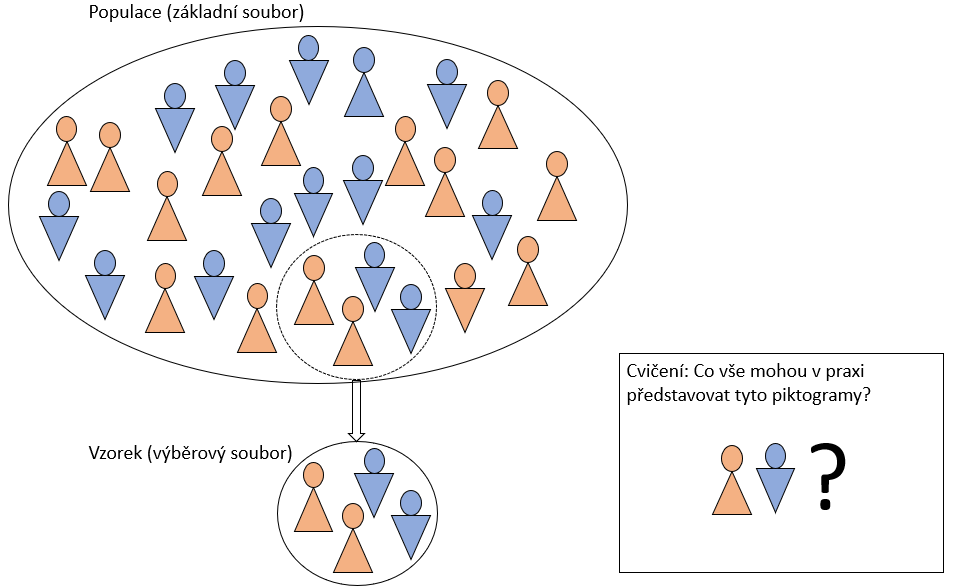 Populace (základní soubor)
Cvičení: Co vše mohou v praxi
představovat tyto piktogramy?
?
Vzorek (výběrový soubor)